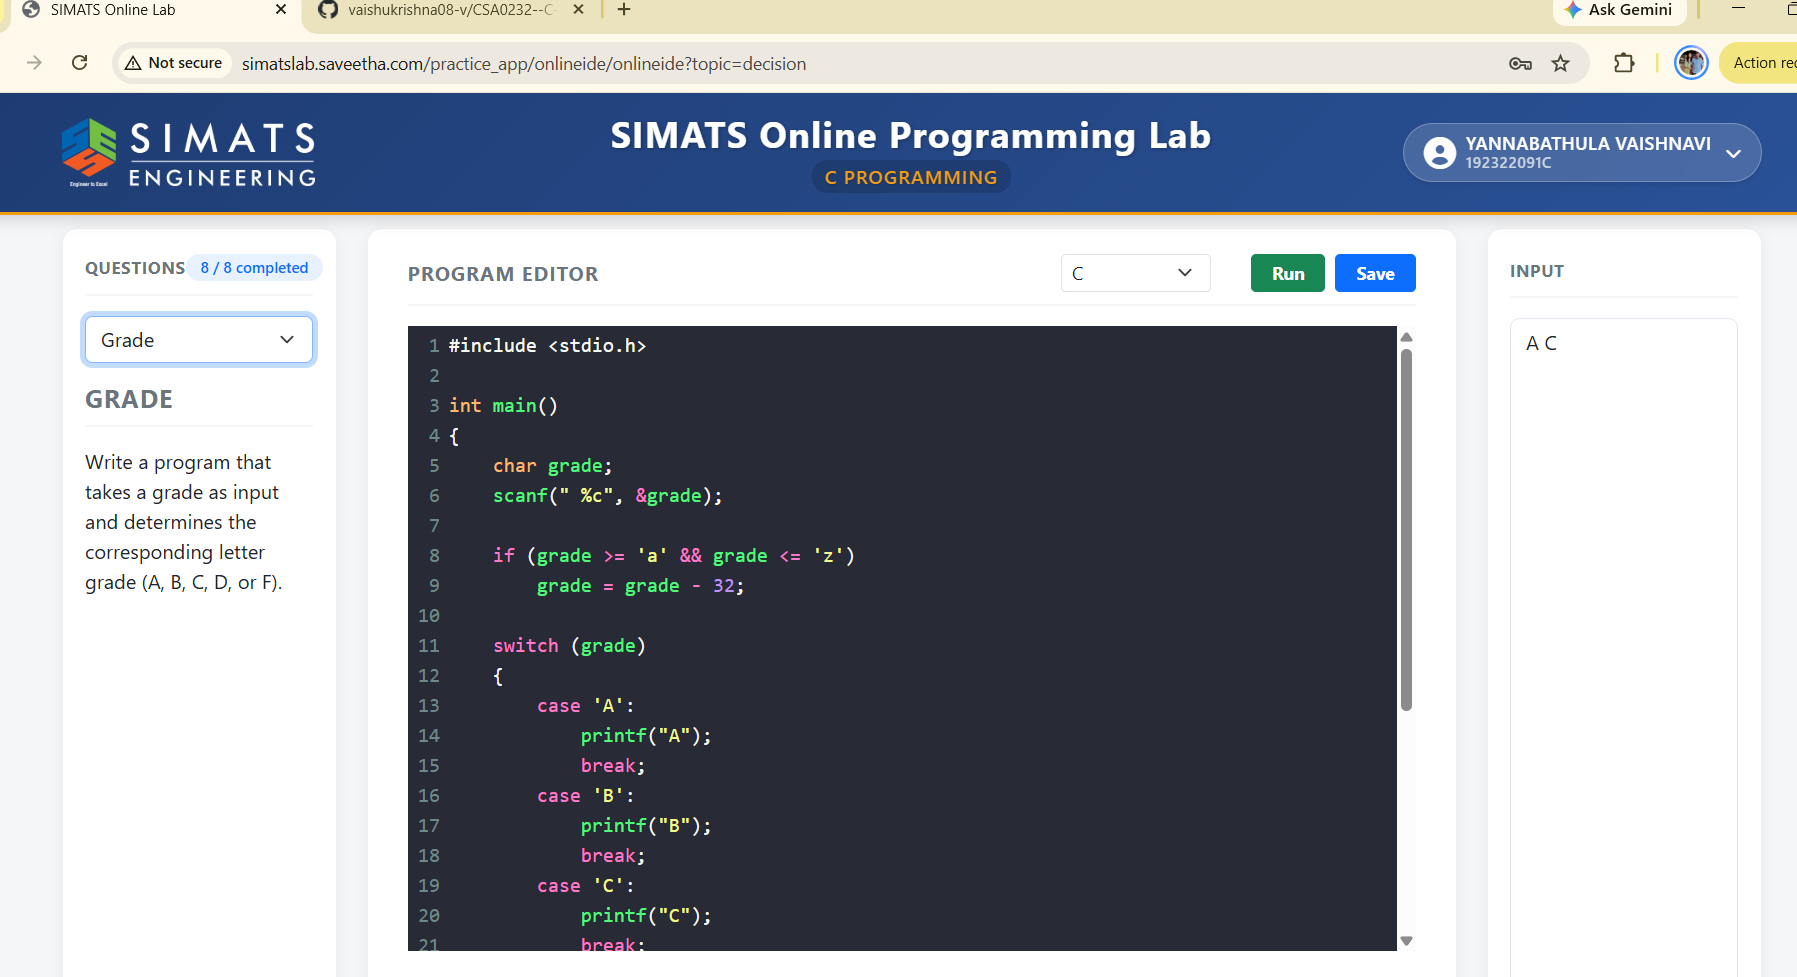 SIMATS Online Lab
vaishukrishna08-v/CSA0232--C
Ask Gemini
Not secure
simatslab.saveetha.com/practice_app/onlineide/onlineide?topic=decision
Action rec
SIMATS
ENGINEERING
Engineer to Excel
SIMATS Online Programming Lab
C PROGRAMMING
YANNABATHULA VAISHNAVI
192322091C
QUESTIONS
8 / 8 completed
Grade
GRADE
Write a program that
takes a grade as input
and determines the
corresponding letter
grade (A, B, C, D, or F).
PROGRAM EDITOR
C
Run
Save
1 #include <stdio.h>
2
3 int main()
4 {
5     char grade;
6     scanf(" %c", &grade);
7
8     if (grade >= 'a' && grade <= 'z')
9         grade = grade - 32;
10
11     switch (grade)
12     {
13         case 'A':
14             printf("A");
15             break;
16         case 'B':
17             printf("B");
18             break;
19         case 'C':
20             printf("C");
21             break;
INPUT
A C